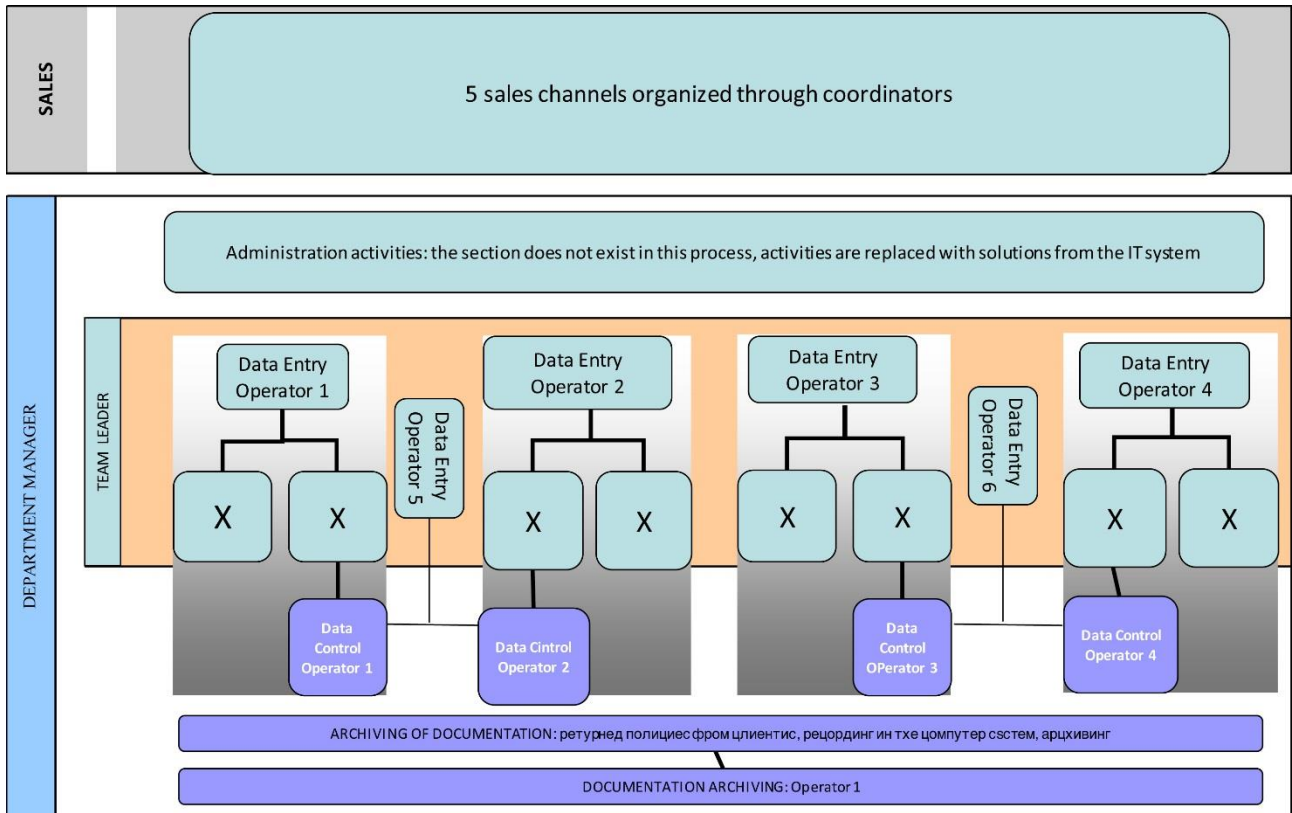 SALES
5 sales channels organized through coordinators
DEPARTMENT MANAGER
Administration activities: the section does not exist in this process, activities are replaced with solutions from the IT system
TEAM LEADER
Data Entry
Operator 1
Data Entry
Operator 5
Data Entry
Operator 2
Data Entry
Operator 3
Data Entry
Operator 6
Data Entry
Operator 4
X
X
X
X
X
X
X
X
Data
Control
Operator 1
Data Cintrol
Operator 2
Data
Control
OPerator 3
Data Control
Operator 4
ARCHIVING OF DOCUMENTATION: ретурнед полициес фром цлиентис, рецординг ин тхе цомпутер сѕстем, арцхивинг
DOCUMENTATION ARCHIVING: Operator 1